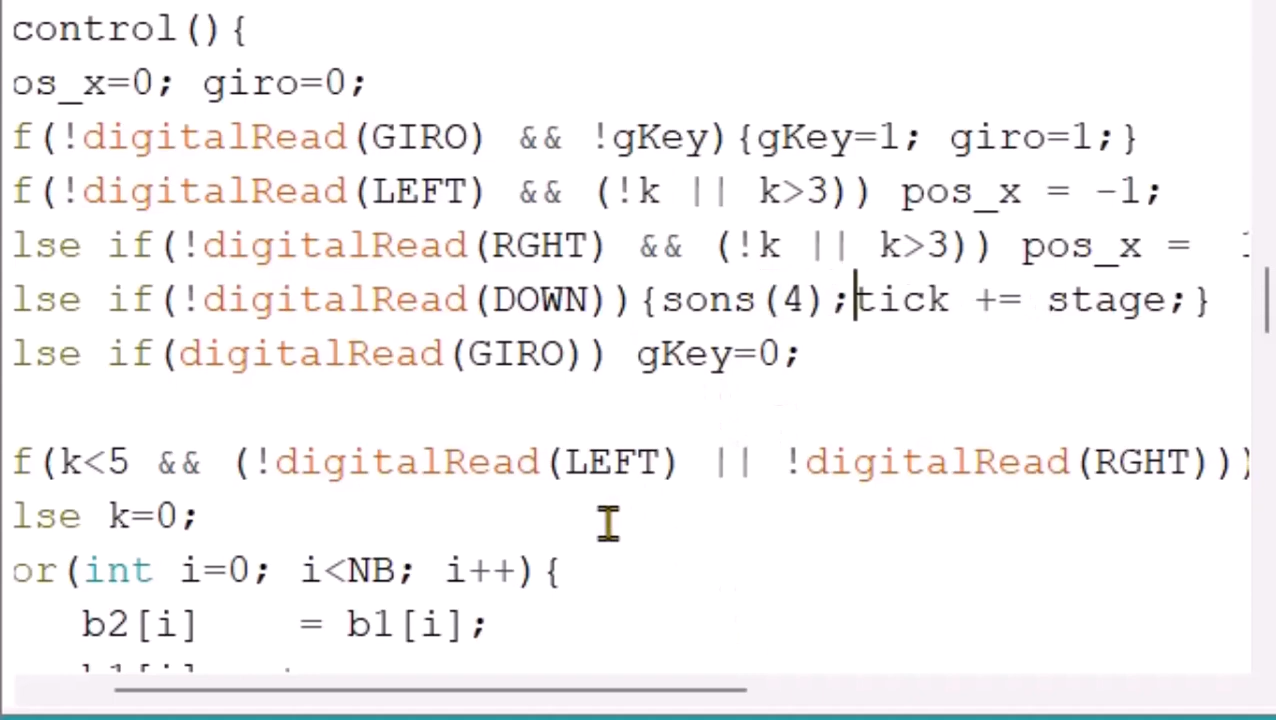 control(){
os_x=0; giro=0;
f(!digitalRead(GIRO) && !gKey){gKey=1; giro=1;}
f(!digitalRead(LEFT) && (!k || k>3)) pos_x = -1;
lse if(!digitalRead(RGHT) && (!k || k>3)) pos_x =
lse if(!digitalRead(DOWN)){sons(4);tick += stage;}
lse if(digitalRead(GIRO)) gKey=0;
f(k<5 && (!digitalRead(LEFT) || !digitalRead(RGHT)))
lse k=0;
or(int i=0; i<NB; i++){
b2[i] = b1[i];